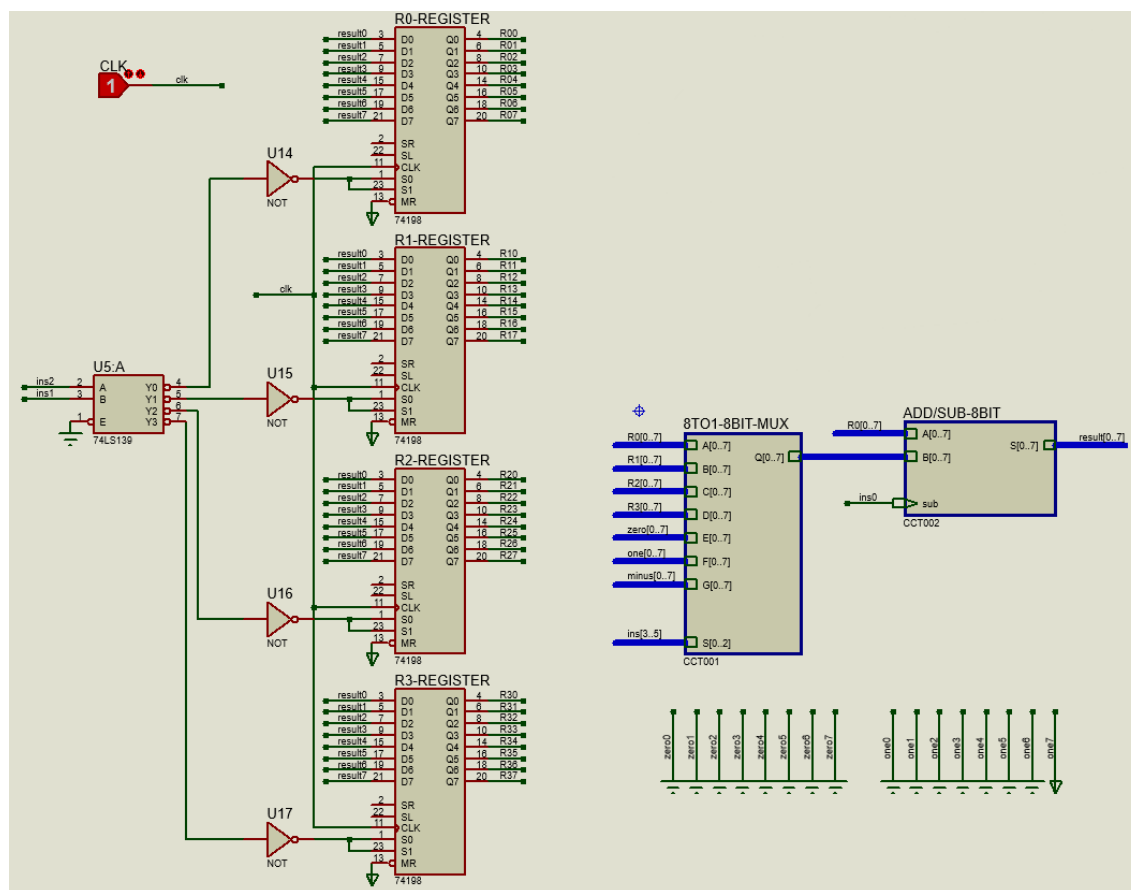 CLK
1
clk
R0-REGISTER
result0 3 D0 Q0 4 R00
result1 5 D1 Q1 6 R01
result2 7 D2 Q2 8 R02
result3 9 D3 Q3 10 R03
result4 15 D4 Q4 14 R04
result5 17 D5 Q5 16 R05
result6 19 D6 Q6 18 R06
result7 21 D7 Q7 20 R07
2 SR
22 SL
11 CLK
1 S0
23 S1
13 MR
74198
U14
NOT
R1-REGISTER
result0 3 D0 Q0 4 R10
result1 5 D1 Q1 6 R11
result2 7 D2 Q2 8 R12
result3 9 D3 Q3 10 R13
result4 15 D4 Q4 14 R14
result5 17 D5 Q5 16 R15
result6 19 D6 Q6 18 R16
result7 21 D7 Q7 20 R17
clk
2 SR
22 SL
11 CLK
1 S0
23 S1
13 MR
74198
U15
NOT
U5:A
ins2 2 A Y0 4
ins1 3 B Y1 5
Y2 6
1 E Y3 7
74LS139
R2-REGISTER
result0 3 D0 Q0 4 R20
result1 5 D1 Q1 6 R21
result2 7 D2 Q2 8 R22
result3 9 D3 Q3 10 R23
result4 15 D4 Q4 14 R24
result5 17 D5 Q5 16 R25
result6 19 D6 Q6 18 R26
result7 21 D7 Q7 20 R27
2 SR
22 SL
11 CLK
1 S0
23 S1
13 MR
74198
U16
NOT
R3-REGISTER
result0 3 D0 Q0 4 R30
result1 5 D1 Q1 6 R31
result2 7 D2 Q2 8 R32
result3 9 D3 Q3 10 R33
result4 15 D4 Q4 14 R34
result5 17 D5 Q5 16 R35
result6 19 D6 Q6 18 R36
result7 21 D7 Q7 20 R37
2 SR
22 SL
11 CLK
1 S0
23 S1
13 MR
74198
U17
NOT
8TO1-8BIT-MUX
R0[0..7] A[0..7] Q[0..7]
R1[0..7] B[0..7]
R2[0..7] C[0..7]
R3[0..7] D[0..7]
zero[0..7] E[0..7]
one[0..7] F[0..7]
minus[0..7] G[0..7]
ins[3..5] S[0..2]
CCT001
ADD/SUB-8BIT
R0[0..7] A[0..7] S[0..7] result[0..7]
B[0..7]
ins0 sub
CCT002
zero0 zero1 zero2 zero3 zero4 zero5 zero6 zero7
one0 one1 one2 one3 one4 one5 one6 one7